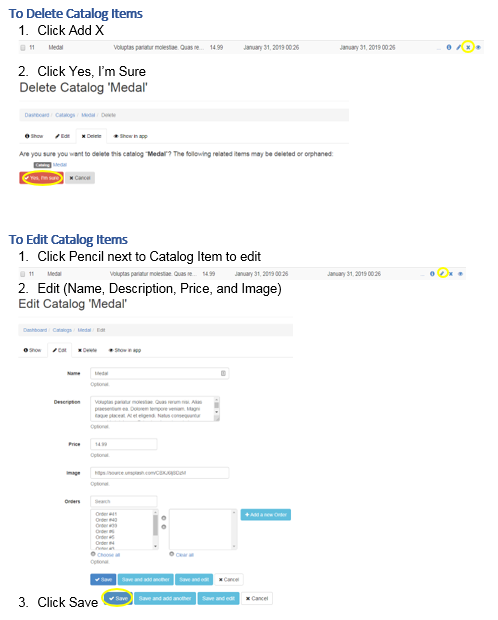 To Delete Catalog Items
1. Click Add X
11 Medal Voluptas pariatur molestiae. Quas re... 14.99 January 31, 2019 00:26 January 31, 2019 00:26 ...
2. Click Yes, I'm Sure
Delete Catalog 'Medal'
Dashboard / Catalogs / Medal / Delete
Show Edit Delete Show in app
Are you sure you want to delete this catalog "Medal"? The following related items may be deleted or orphaned:
Catalog Medal
Yes, I'm sure Cancel
To Edit Catalog Items
1. Click Pencil next to Catalog Item to edit
11 Medal Voluptas pariatur molestiae. Quas re... 14.99 January 31, 2019 00:26 January 31, 2019 00:26 ...
2. Edit (Name, Description, Price, and Image)
Edit Catalog 'Medal'
Dashboard / Catalogs / Medal / Edit
Show Edit Delete Show in app
Name Medal
Optional.
Description Voluptas pariatur molestiae. Quas rerum nisi. Alias
praesentium ea. Dolorem tempore veniam. Magni
itaque placeat. At et eligendi. Natus consequuntur
Optional.
Price 14.99
Optional.
Image
Optional.
Orders Search
Order #41
Order #40
Order #39
Order #6
Order #5
Order #4
Choose all Clear all
+ Add a new Order
Optional.
Save Save and add another Save and edit Cancel
3. Click Save Save Save and add another Save and edit Cancel